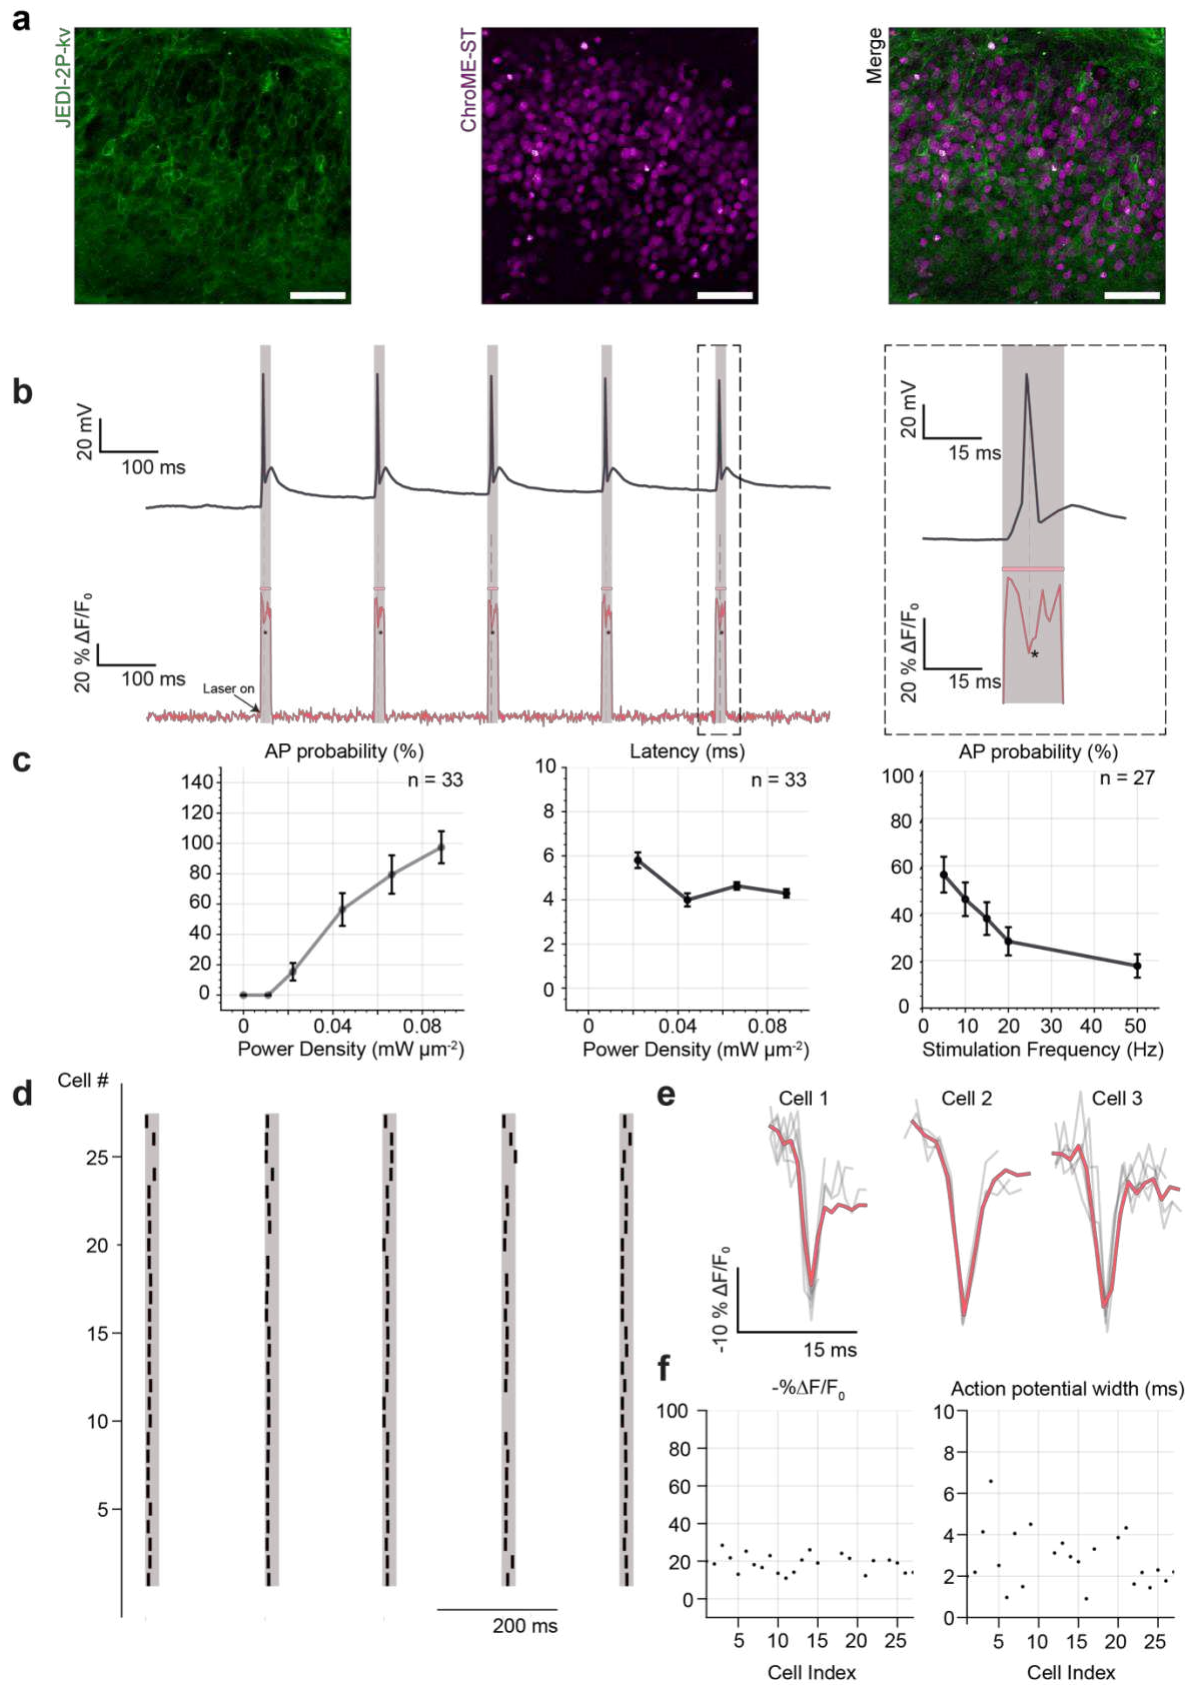 a
JEDI-2P-kv
ChroME-ST
Merge
b
20 mV
100 ms
20 mV
15 ms
20 % ΔF/F₀
100 ms
Laser on
*
*
*
*
*
20 % ΔF/F₀
15 ms
*
c
AP probability (%)
n = 33
140
120
100
80
60
40
20
0
0 0.04 0.08
Power Density (mW µm⁻²)
Latency (ms)
n = 33
10
8
6
4
2
0
0 0.04 0.08
Power Density (mW µm⁻²)
AP probability (%)
n = 27
100
80
60
40
20
0
0 10 20 30 40 50
Stimulation Frequency (Hz)
d
Cell #
25
20
15
10
5
200 ms
e
Cell 1
Cell 2
Cell 3
-10 % ΔF/F₀
15 ms
f
-%ΔF/F₀
100
80
60
40
20
0
5 10 15 20 25
Cell Index
Action potential width (ms)
10
8
6
4
2
0
5 10 15 20 25
Cell Index